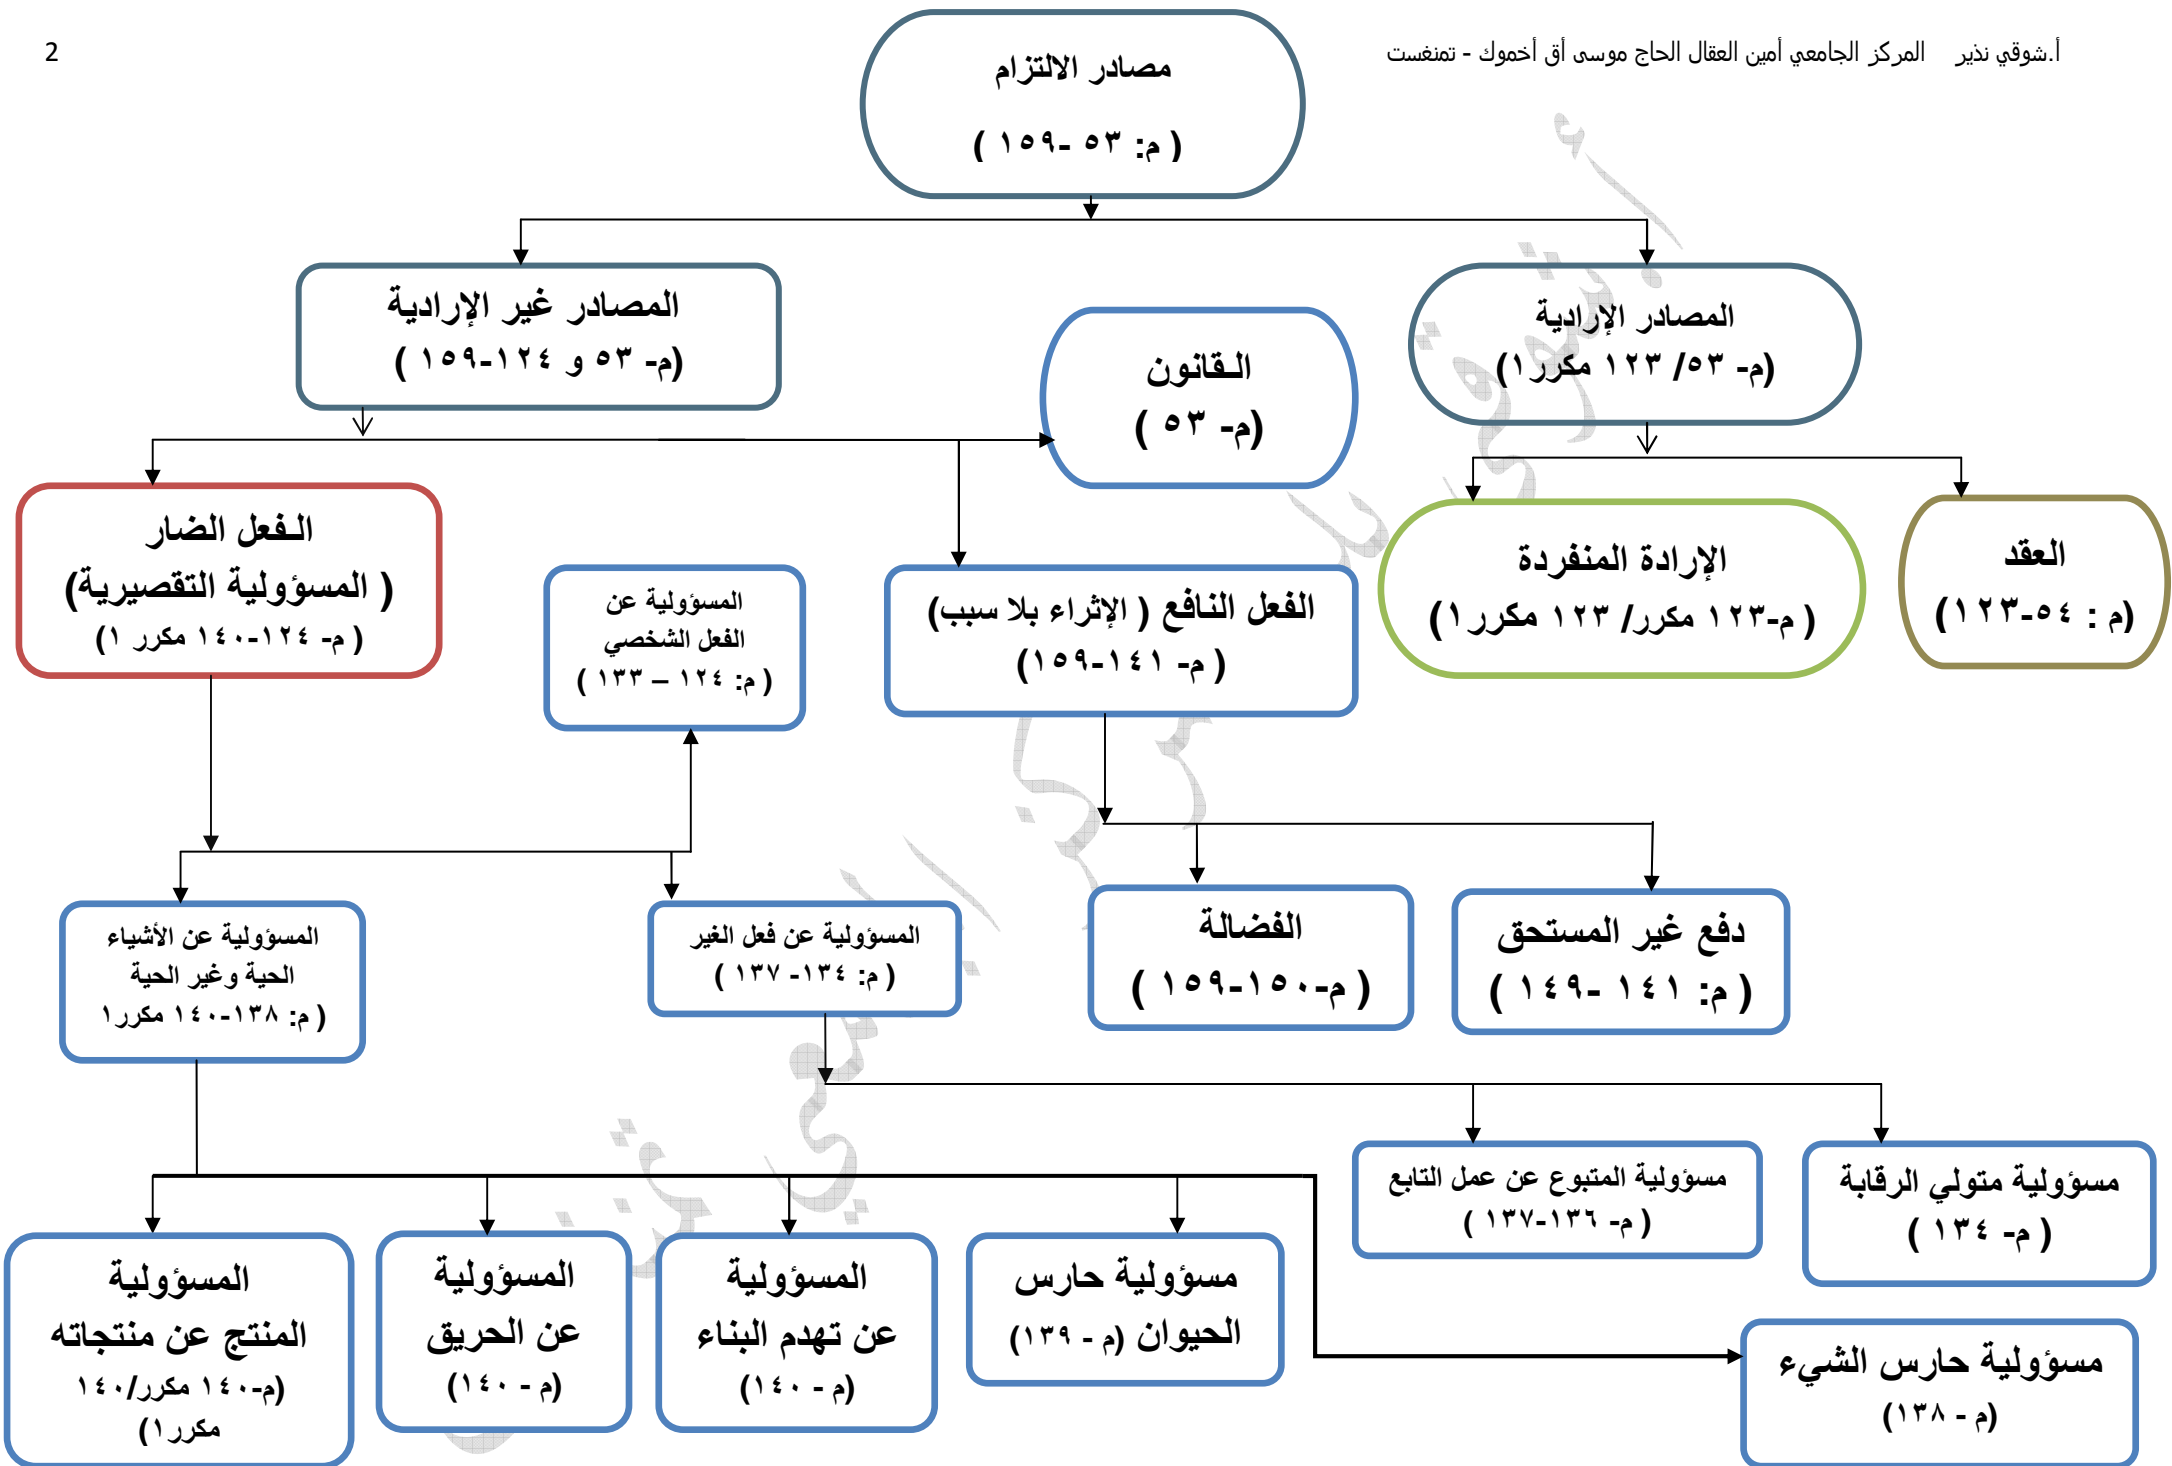 أ.شوقي نذير المركز الجامعي أمين العقال الحاج موسى أق أخموك - تمنغست
2
مصادر الالتزام
( م: ٥٣ -١٥٩ )
المصادر الإرادية
(م- ٥٣/ ١٢٣ مكرر١)
المصادر غير الإرادية
(م- ٥٣ و ١٢٤-١٥٩ )
القانون
(م- ٥٣ )
العقد
(م : ٥٤-١٢٣)
الإرادة المنفردة
( م-١٢٣ مكرر/ ١٢٣ مكرر١)
الفعل النافع ( الإثراء بلا سبب)
( م- ١٤١-١٥٩)
المسؤولية عن
الفعل الشخصي
( م: ١٢٤ – ١٣٣ )
الفعل الضار
( المسؤولية التقصيرية)
( م- ١٢٤-١٤٠ مكرر ١)
دفع غير المستحق
( م: ١٤١ -١٤٩ )
الفضالة
( م-١٥٠-١٥٩ )
المسؤولية عن فعل الغير
( م: ١٣٤- ١٣٧ )
المسؤولية عن الأشياء
الحية وغير الحية
( م: ١٣٨-١٤٠ مكرر١
مسؤولية متولي الرقابة
( م- ١٣٤ )
مسؤولية المتبوع عن عمل التابع
( م- ١٣٦-١٣٧ )
مسؤولية حارس الشيء
(م - ١٣٨)
مسؤولية حارس
الحيوان (م - ١٣٩)
المسؤولية
عن تهدم البناء
(م - ١٤٠)
المسؤولية
عن الحريق
(م - ١٤٠)
المسؤولية
المنتج عن منتجاته
(م-١٤٠ مكرر/١٤٠
مكرر١)